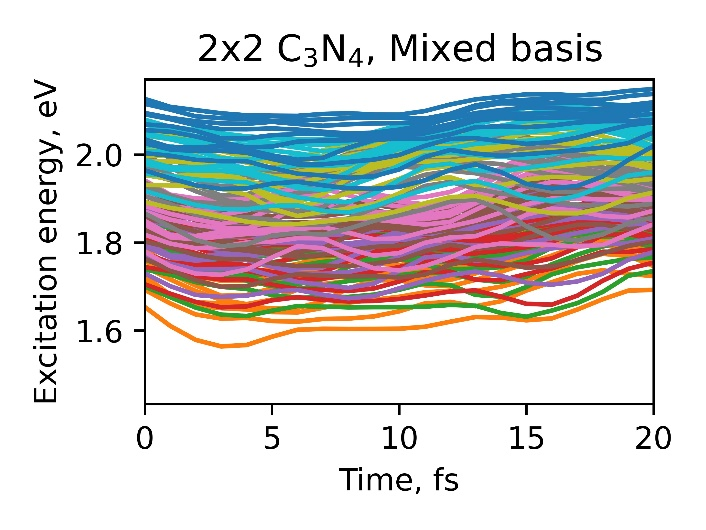 2x2 C₃N₄, Mixed basis
Excitation energy, eV
2.0
1.8
1.6
0 5 10 15 20
Time, fs